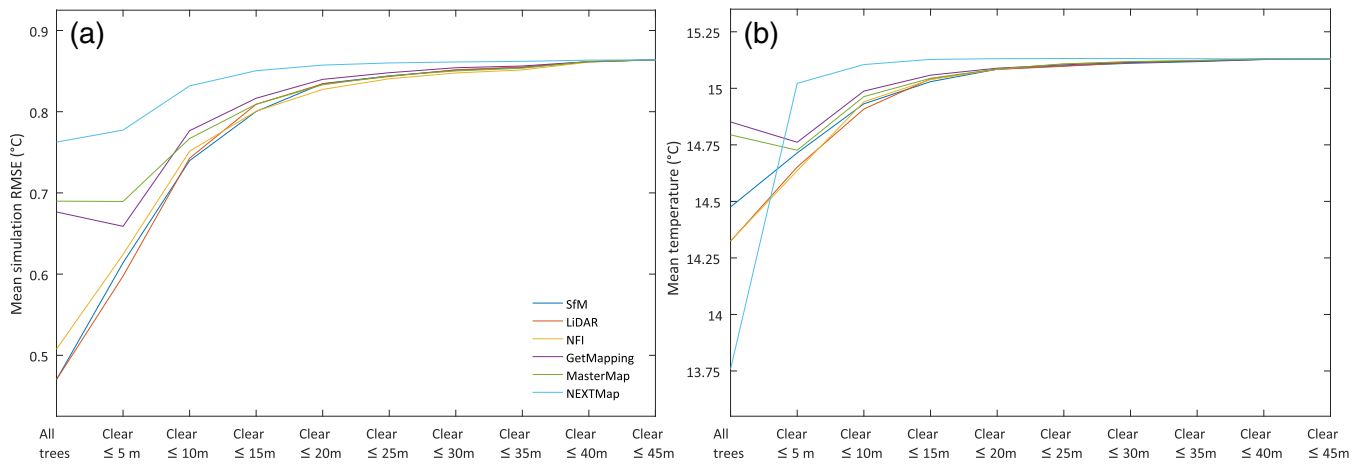 (a)
0.9
0.8
0.7
0.6
0.5
Mean simulation RMSE (°C)
SfM
LiDAR
NFI
GetMapping
MasterMap
NEXTMap
All trees
Clear ≤ 5 m
Clear ≤ 10m
Clear ≤ 15m
Clear ≤ 20m
Clear ≤ 25m
Clear ≤ 30m
Clear ≤ 35m
Clear ≤ 40m
Clear ≤ 45m
(b)
15.25
15
14.75
14.5
14.25
14
13.75
Mean temperature (°C)
All trees
Clear ≤ 5 m
Clear ≤ 10m
Clear ≤ 15m
Clear ≤ 20m
Clear ≤ 25m
Clear ≤ 30m
Clear ≤ 35m
Clear ≤ 40m
Clear ≤ 45m